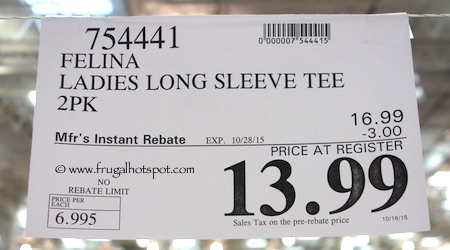 754441
0000007544415
FELINA
LADIES LONG SLEEVE TEE
2PK
16.99
Mfr's Instant Rebate EXP. 10/28/15 -3.00
PRICE AT REGISTER
www.frugalhotspot.com
NO
REBATE LIMIT
13.99
PRICE PER
EACH
6.995
Sales Tax on the pre-rebate price
10/16/15